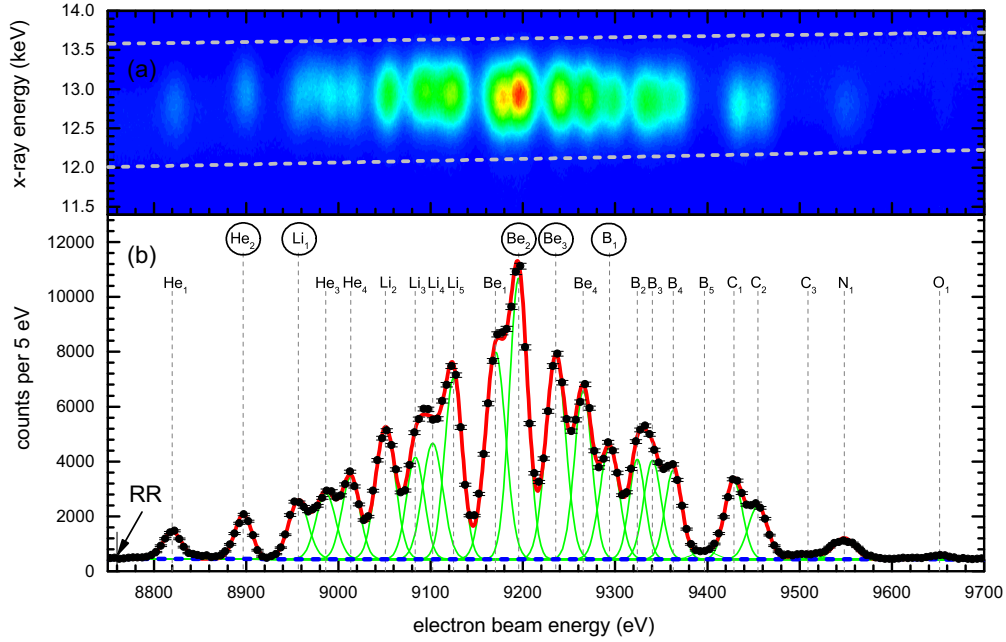 14.0
13.5
13.0
12.5
12.0
11.5
x-ray energy (keV)
(a)
(b)
12000
10000
8000
6000
4000
2000
0
counts per 5 eV
He₂ Li₁ Be₂ Be₃ B₁
He₁ He₃ He₄ Li₂ Li₃ Li₄ Li₅ Be₁ Be₄ B₂ B₃ B₄ B₅ C₁ C₂ C₃ N₁ O₁
RR
8800 8900 9000 9100 9200 9300 9400 9500 9600 9700
electron beam energy (eV)